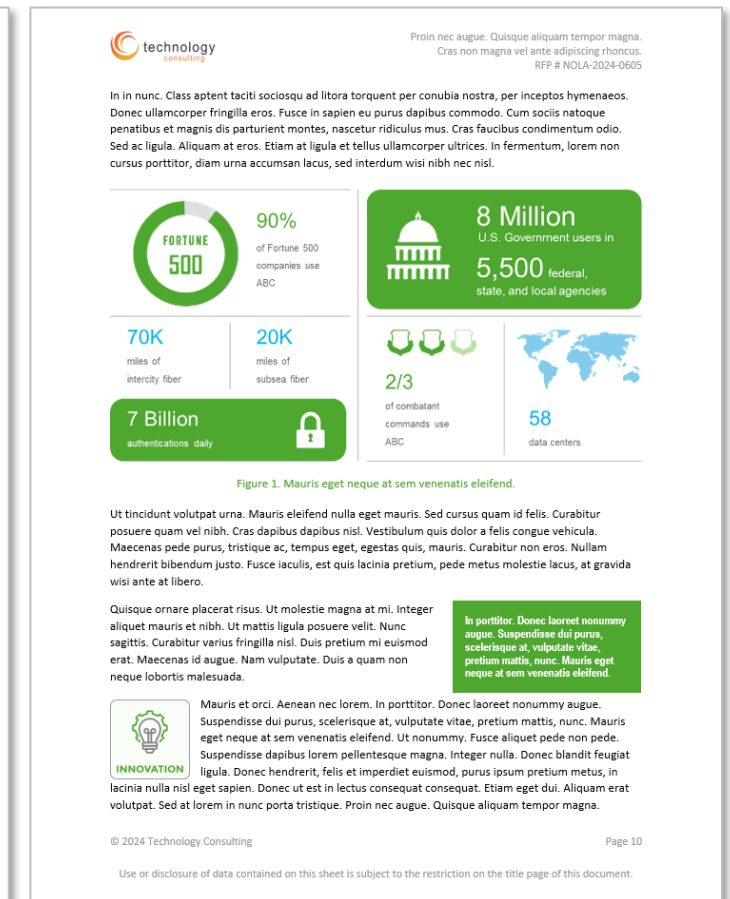 technology
consulting
Proin nec augue. Quisque aliquam tempor magna.
Cras non magna vel ante adipiscing rhoncus.
RFP # NOLA-2024-0605
In in nunc. Class aptent taciti sociosqu ad litora torquent per conubia nostra, per inceptos hymenaeos.
Donec ullamcorper fringilla eros. Fusce in sapien eu purus dapibus commodo. Cum sociis natoque
penatibus et magnis dis parturient montes, nascetur ridiculus mus. Cras faucibus condimentum odio.
Sed ac ligula. Aliquam at eros. Etiam at ligula et tellus ullamcorper ultrices. In fermentum, lorem non
cursus porttitor, diam urna accumsan lacus, sed interdum wisi nibh nec nisl.
FORTUNE
500
90%
of Fortune 500
companies use
ABC
8 Million
U.S. Government users in
5,500 federal,
state, and local agencies
70K
miles of
intercity fiber
20K
miles of
subsea fiber
7 Billion
authentications daily
2/3
of combatant
commands use
ABC
58
data centers
Figure 1. Mauris eget neque at sem venenatis eleifend.
Ut tincidunt volutpat urna. Mauris eleifend nulla eget mauris. Sed cursus quam id felis. Curabitur
posuere quam vel nibh. Cras dapibus dapibus nisl. Vestibulum quis dolor a felis congue vehicula.
Maecenas pede purus, tristique ac, tempus eget, egestas quis, mauris. Curabitur non eros. Nullam
hendrerit bibendum justo. Fusce iaculis, est quis lacinia pretium, pede metus molestie lacus, at gravida
wisi ante at libero.
Quisque ornare placerat risus. Ut molestie magna at mi. Integer
aliquet mauris et nibh. Ut mattis ligula posuere velit. Nunc
sagittis. Curabitur varius fringilla nisl. Duis pretium mi euismod
erat. Maecenas id augue. Nam vulputate. Duis a quam non
neque lobortis malesuada.
In porttitor. Donec laoreet nonummy
augue. Suspendisse dui purus,
scelerisque at, vulputate vitae,
pretium mattis, nunc. Mauris eget
neque at sem venenatis eleifend.
INNOVATION
Mauris et orci. Aenean nec lorem. In porttitor. Donec laoreet nonummy augue.
Suspendisse dui purus, scelerisque at, vulputate vitae, pretium mattis, nunc. Mauris
eget neque at sem venenatis eleifend. Ut nonummy. Fusce aliquet pede non pede.
Suspendisse dapibus lorem pellentesque magna. Integer nulla. Donec blandit feugiat
ligula. Donec hendrerit, felis et imperdiet euismod, purus ipsum pretium metus, in
lacinia nulla nisl eget sapien. Donec ut est in lectus consequat consequat. Etiam eget dui. Aliquam erat
volutpat. Sed at lorem in nunc porta tristique. Proin nec augue. Quisque aliquam tempor magna.
© 2024 Technology Consulting
Page 10
Use or disclosure of data contained on this sheet is subject to the restriction on the title page of this document.